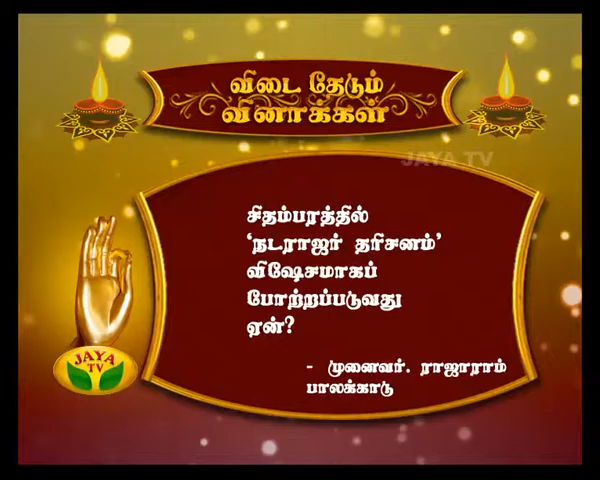 விடை தேடும்
வினாக்கள்
JAYA TV
சிதம்பரத்தில்
‘நடராஜர் தரிசனம்’
விஷேசமாகப்
போற்றப்படுவது
ஏன்?
- முனைவர். ராஜாராம்
பாலக்காடு
JAYA
TV